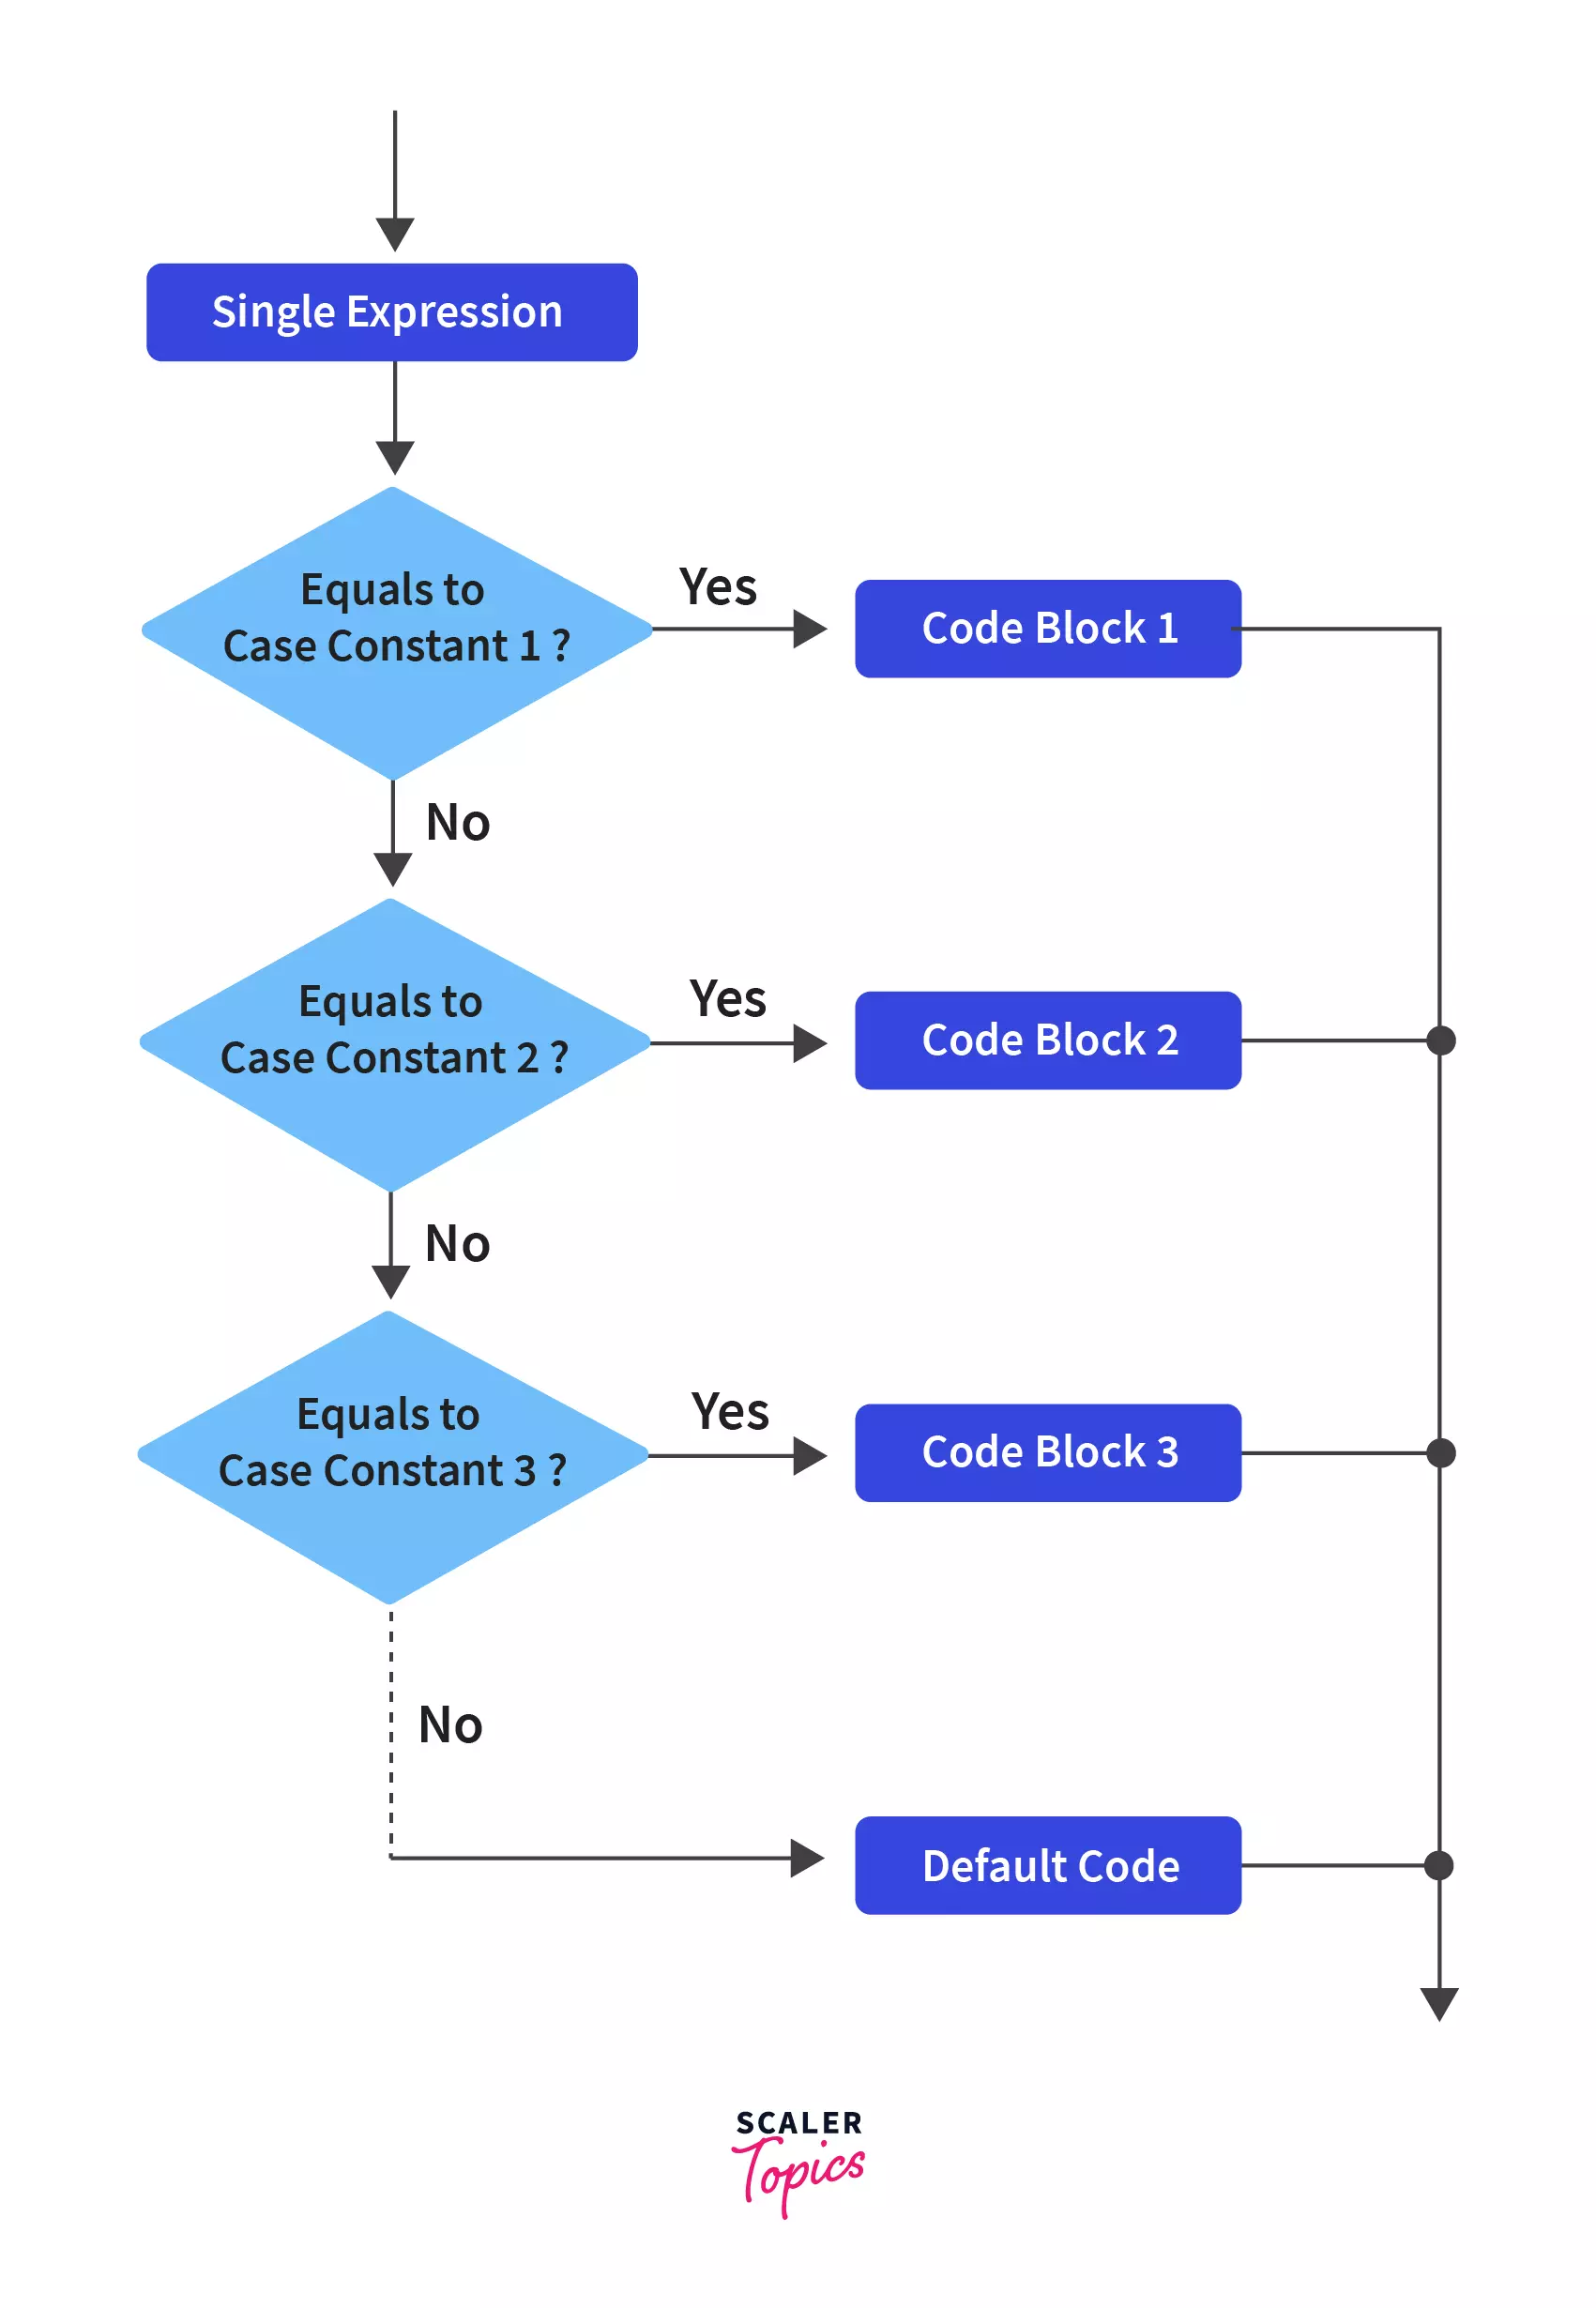 Single Expression
Equals to
Case Constant 1 ?
Yes
Code Block 1
No
Equals to
Case Constant 2 ?
Yes
Code Block 2
No
Equals to
Case Constant 3 ?
Yes
Code Block 3
No
Default Code
SCALER
Topics